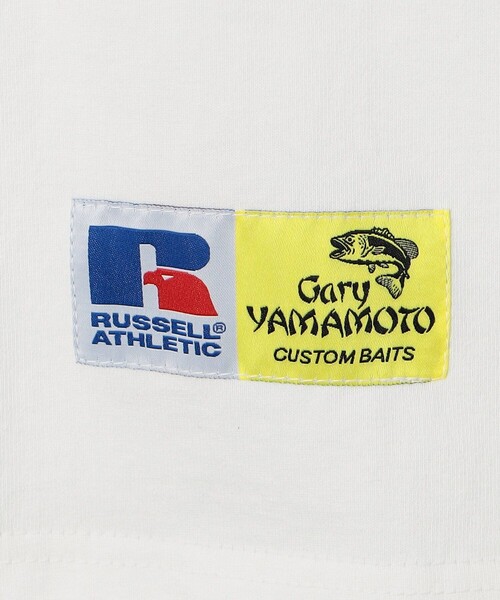 RUSSELL®
ATHLETIC
Gary
YAMAMOTO
CUSTOM BAITS